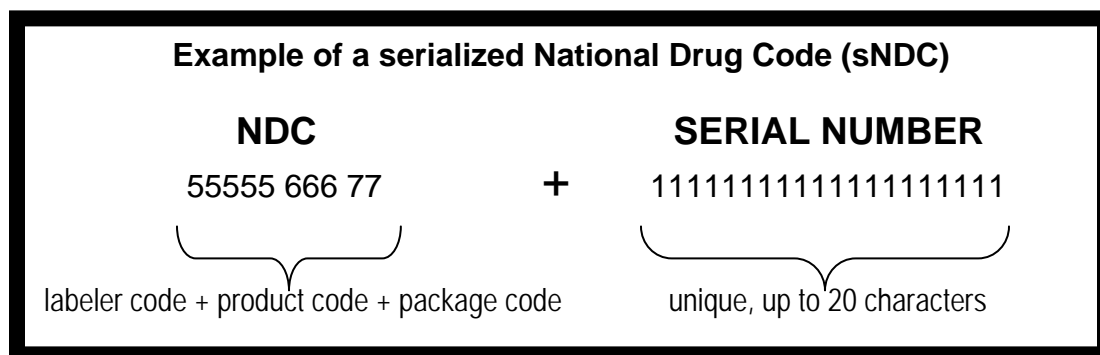 Example of a serialized National Drug Code (sNDC)
NDC SERIAL NUMBER
55555 666 77 + 11111111111111111111
labeler code + product code + package code unique, up to 20 characters